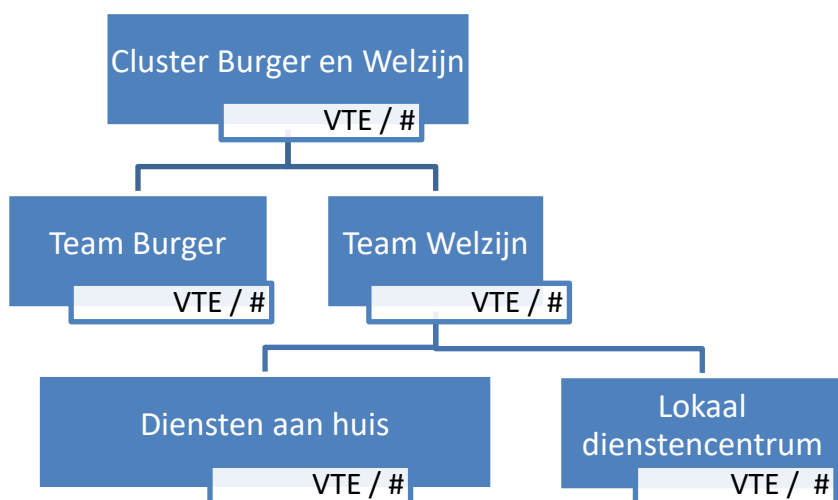 Cluster Burger en Welzijn
VTE / #
Team Burger
VTE / #
Team Welzijn
VTE / #
Diensten aan huis
VTE / #
Lokaal
dienstencentrum
VTE / #